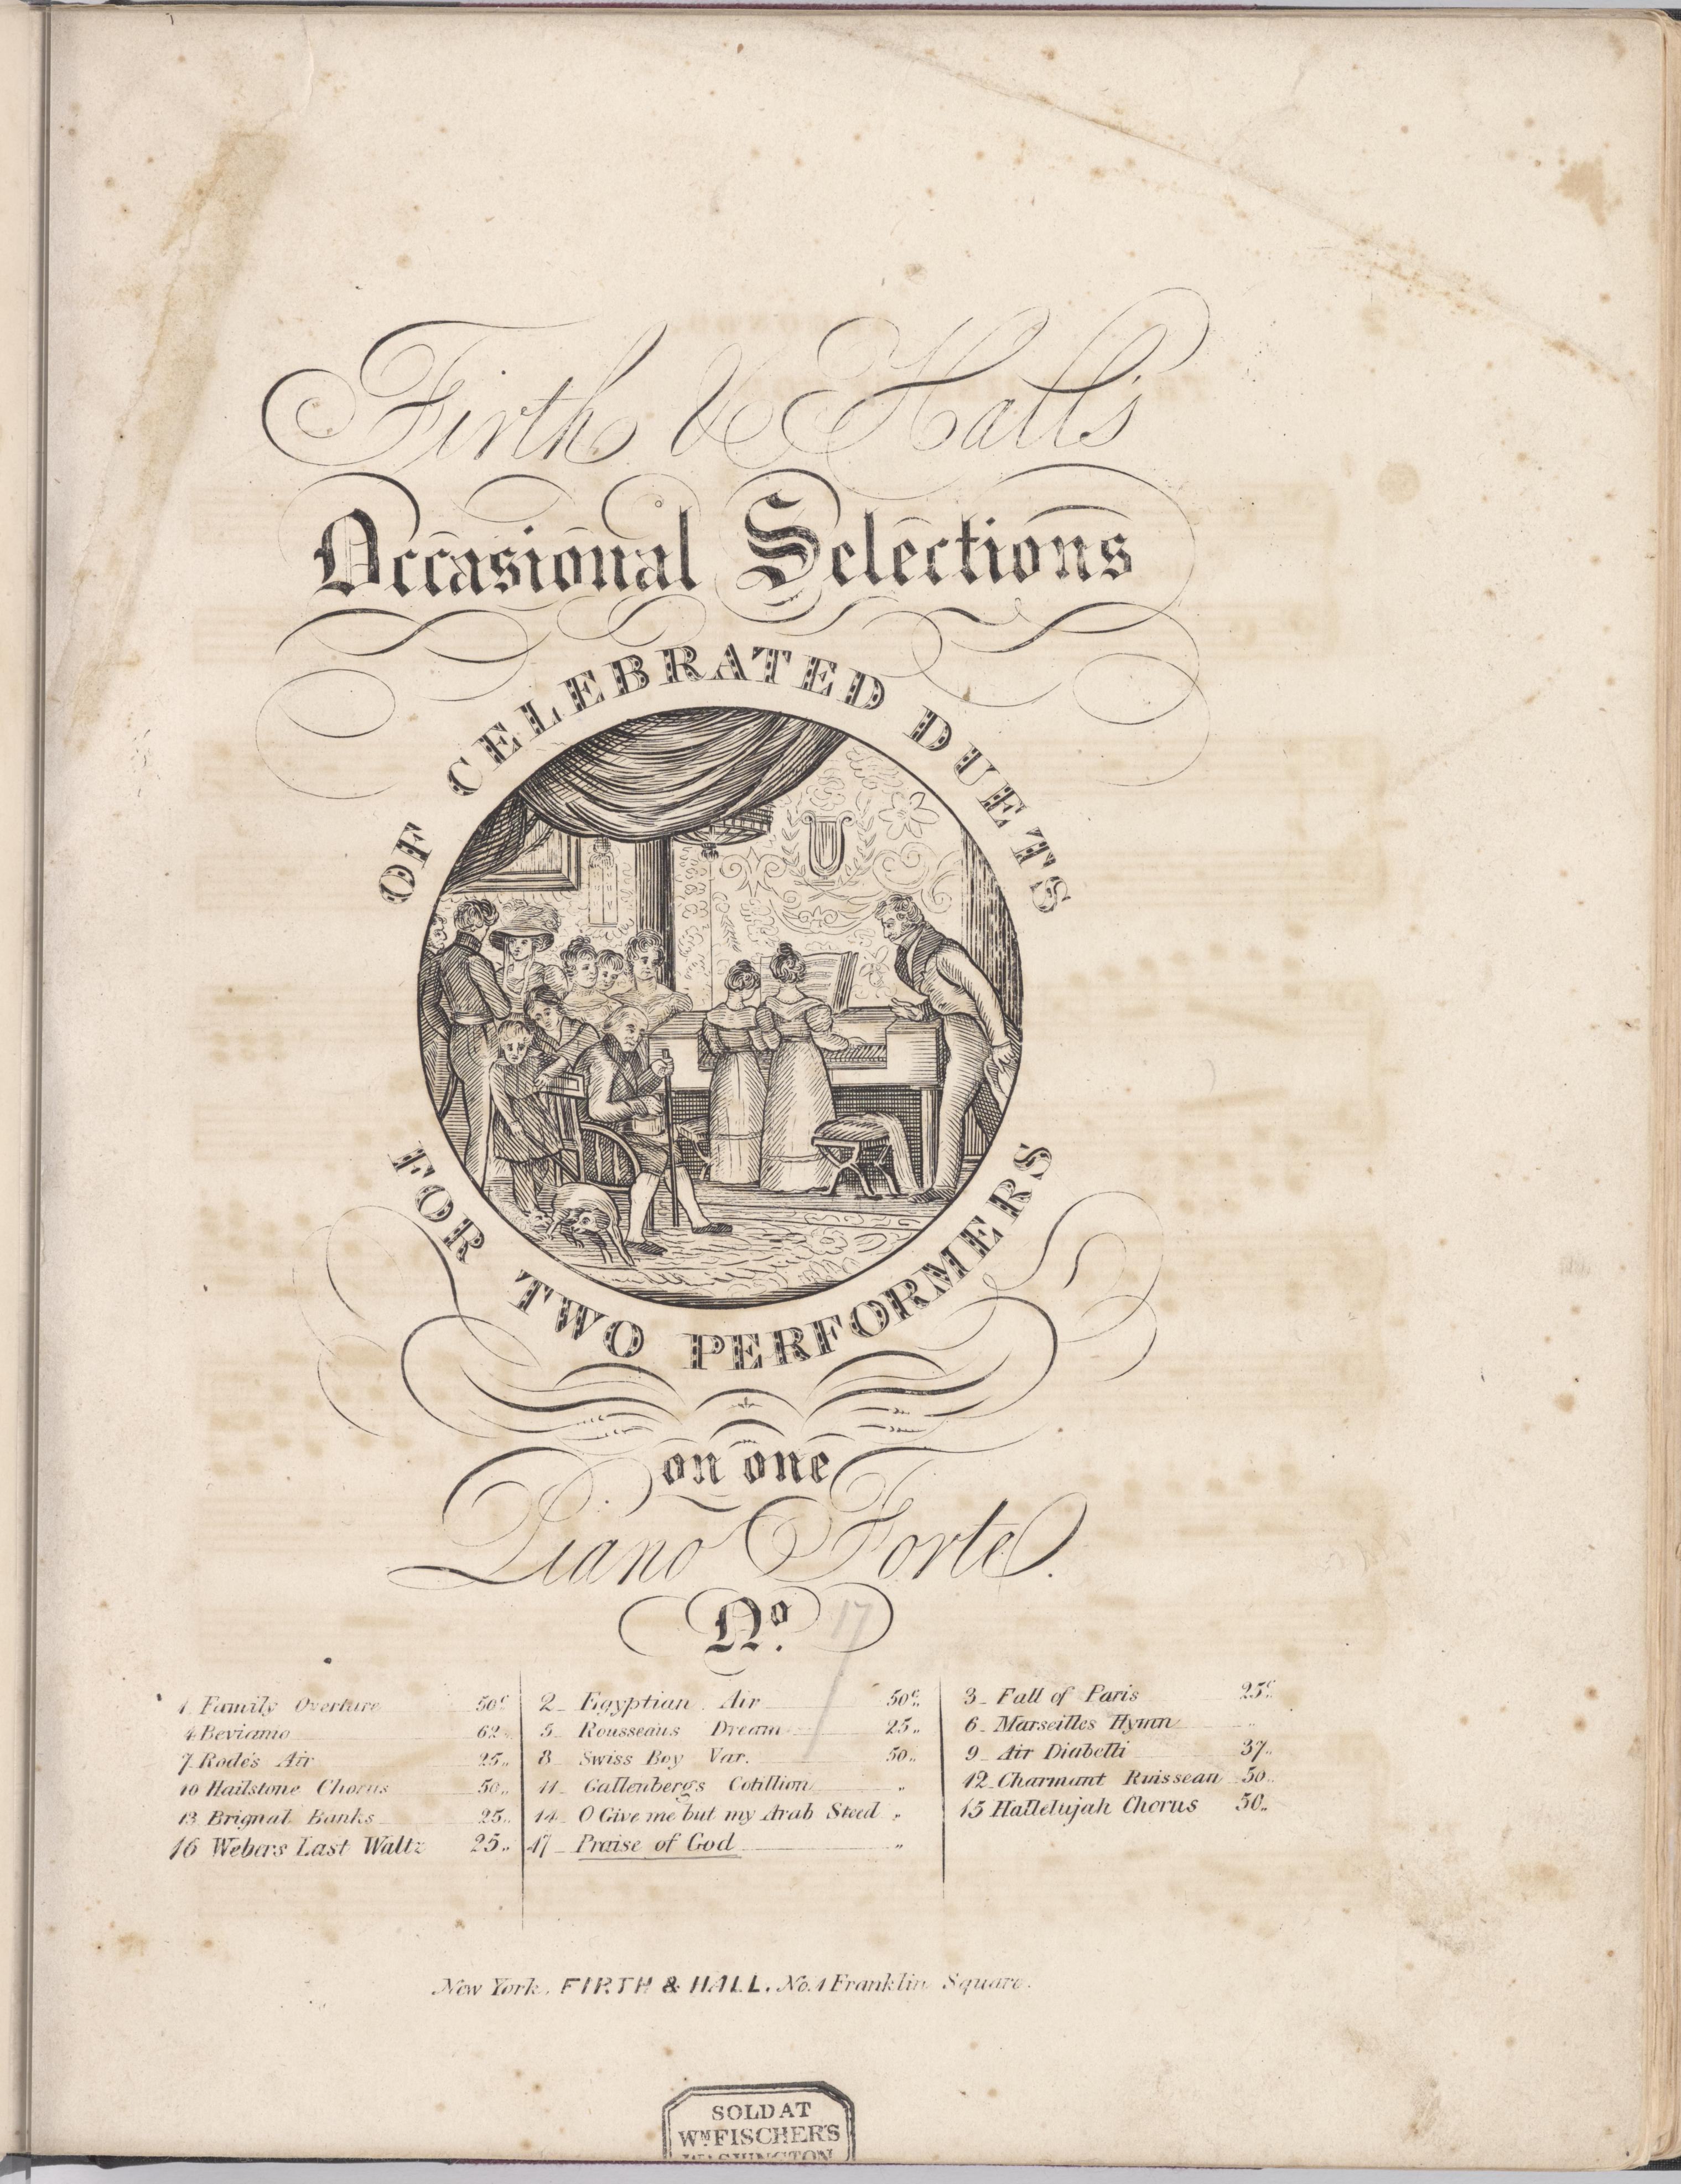 Firth & Hall's
Occasional Selections
OF CELEBRATED DUETS
FOR TWO PERFORMERS
on one
Piano Forte.
No. 17
1 Family Overture 50c.
2 Egyptian Air 50c.
3 Fall of Paris 25c.
4 Beviamo 62
5 Rousseaus Dream 25"
6 Marseilles Hymn "
7 Rode's Air 25"
8 Swiss Boy Var. 50"
9 Air Diabelli 37"
10 Hailstone Chorus 50"
11 Gallenbergs Cotillion "
12 Charmant Ruisseau 50"
13 Brignal Banks 25"
14 O Give me but my Arab Steed "
15 Hallelujah Chorus 50"
16 Webers Last Waltz 25"
17 Praise of God "
New York, FIRTH & HALL, No. 1 Franklin Square.
SOLD AT
WM FISCHER'S
WASHINGTON